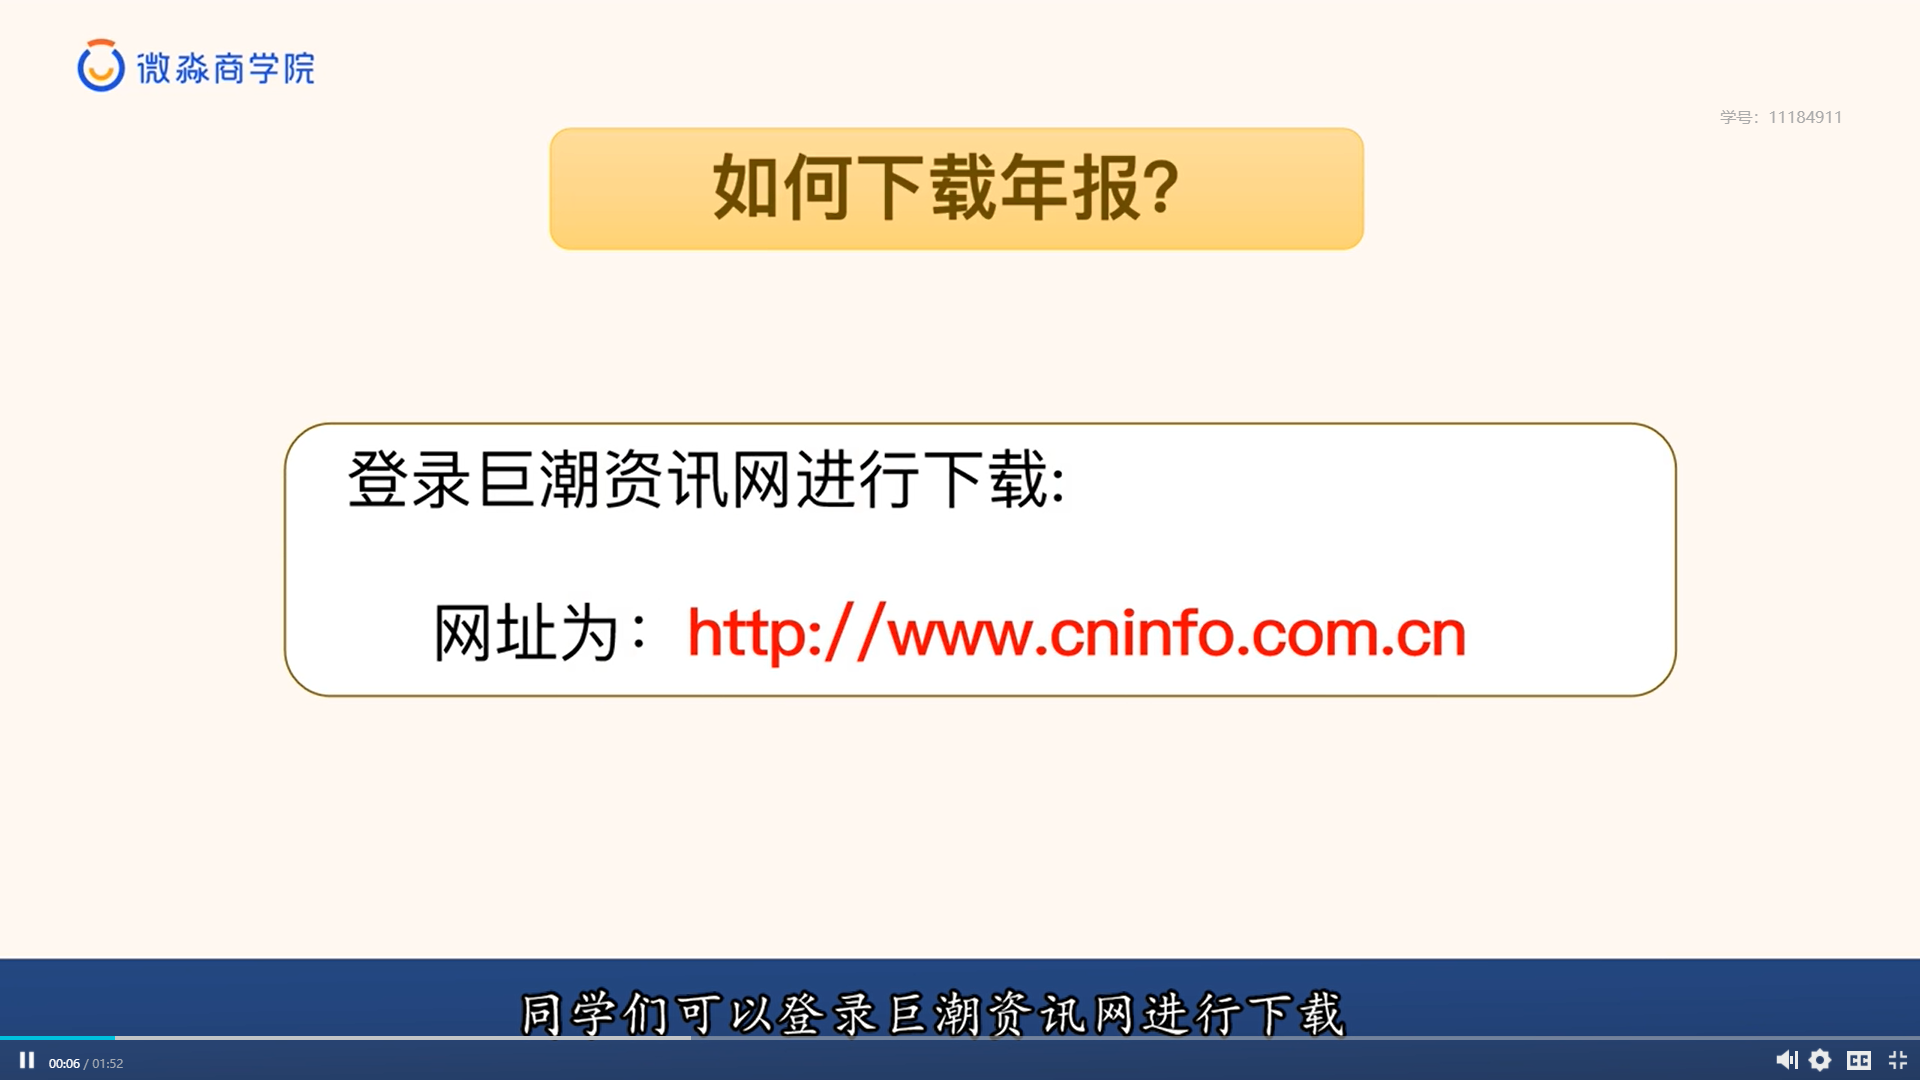 微淼商学院
学号：11184911
如何下载年报?
登录巨潮资讯网进行下载:
网址为：http://www.cninfo.com.cn
同学们可以登录巨潮资讯网进行下载
00:06 / 01:52
CC